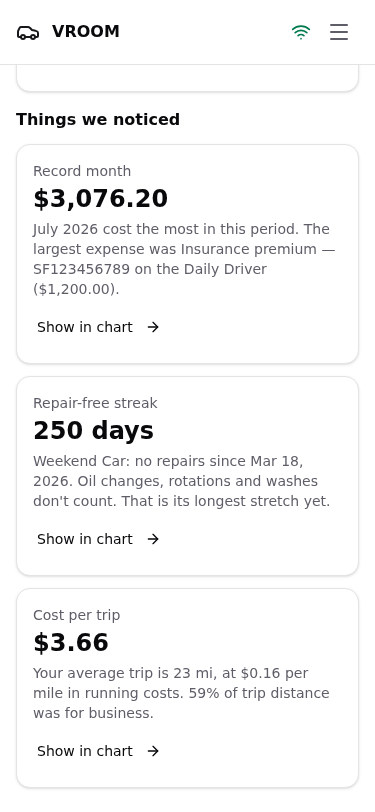 VROOM
Things we noticed
Record month
$3,076.20
July 2026 cost the most in this period. The
largest expense was Insurance premium —
SF123456789 on the Daily Driver
($1,200.00).
Show in chart
Repair-free streak
250 days
Weekend Car: no repairs since Mar 18,
2026. Oil changes, rotations and washes
don't count. That is its longest stretch yet.
Show in chart
Cost per trip
$3.66
Your average trip is 23 mi, at $0.16 per
mile in running costs. 59% of trip distance
was for business.
Show in chart